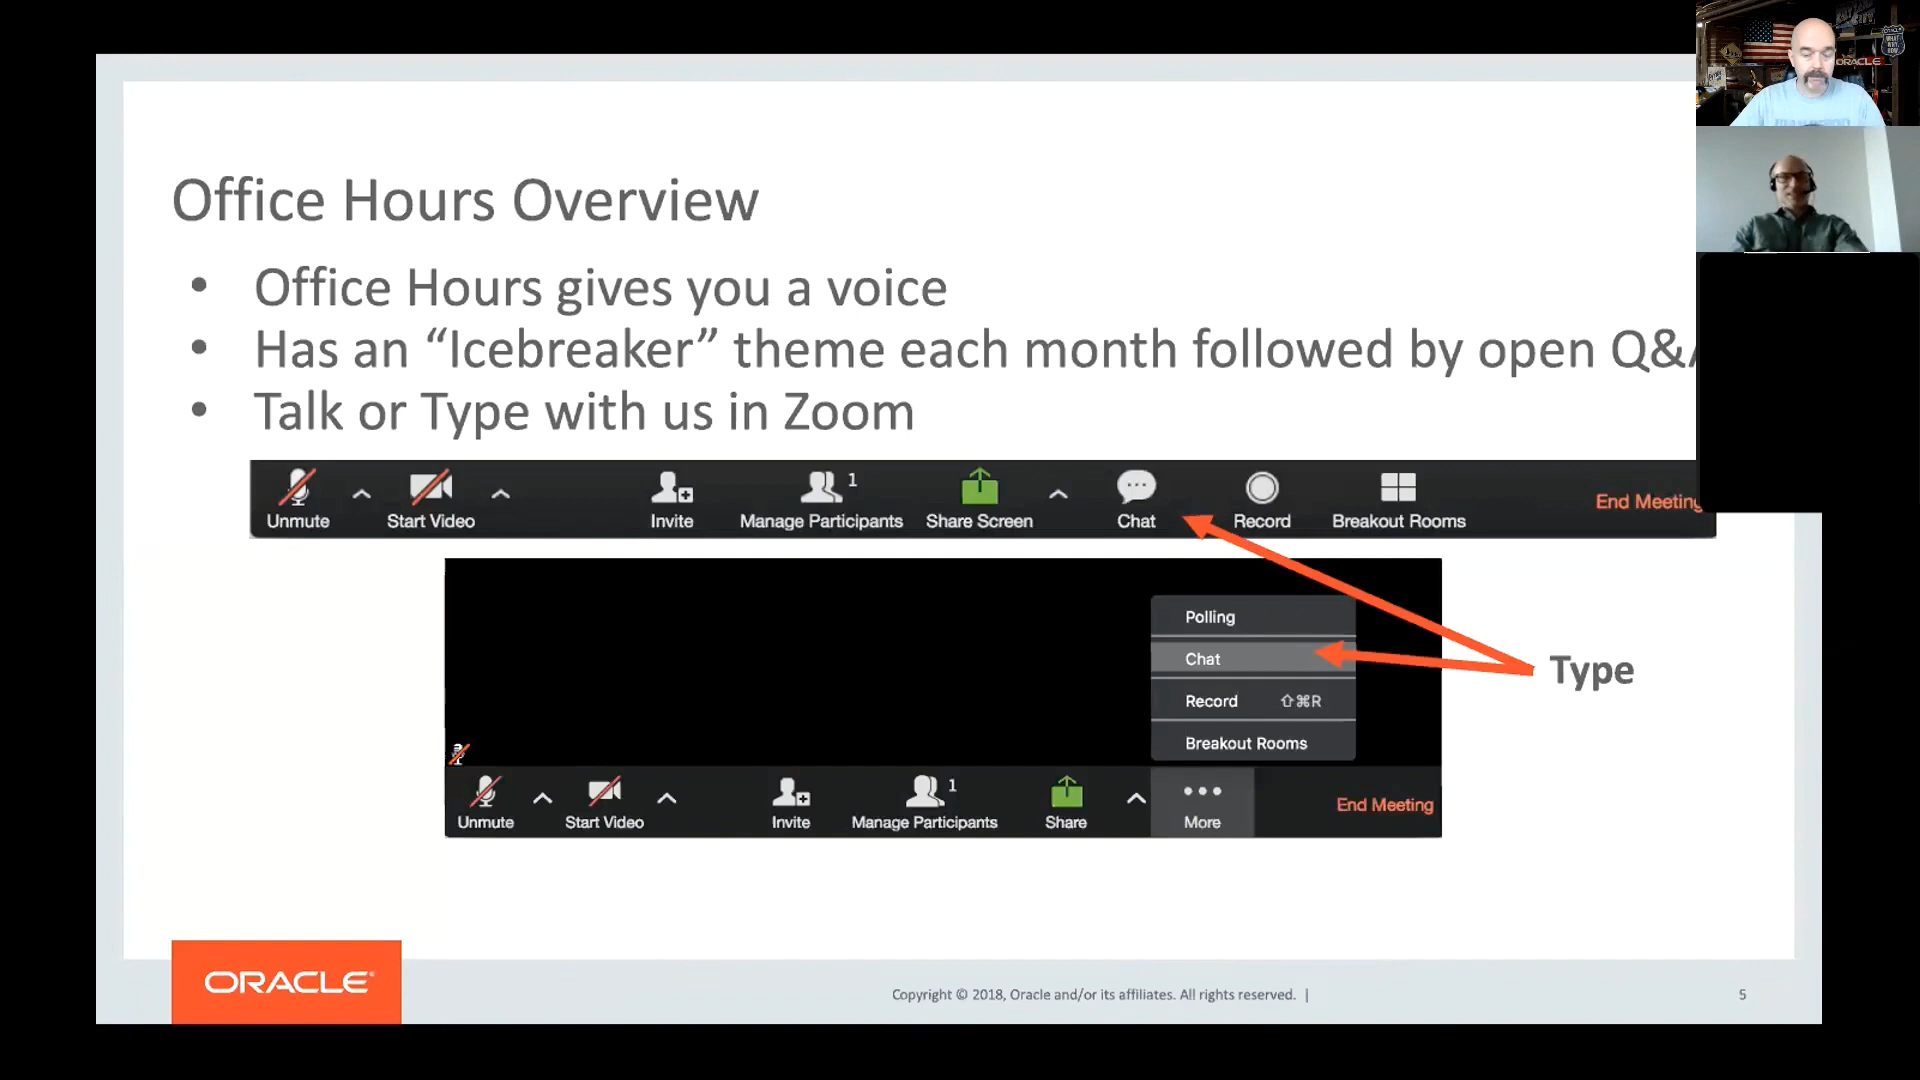 Office Hours Overview
• Office Hours gives you a voice
• Has an “Icebreaker” theme each month followed by open Q&A
• Talk or Type with us in Zoom
Unmute Start Video Invite Manage Participants 1 Share Screen Chat Record Breakout Rooms End Meeting
Polling
Chat
Type
Record ⇧⌘R
Breakout Rooms
Unmute Start Video Invite Manage Participants 1 Share More End Meeting
ORACLE
Copyright © 2018, Oracle and/or its affiliates. All rights reserved. |
5
ORACLE